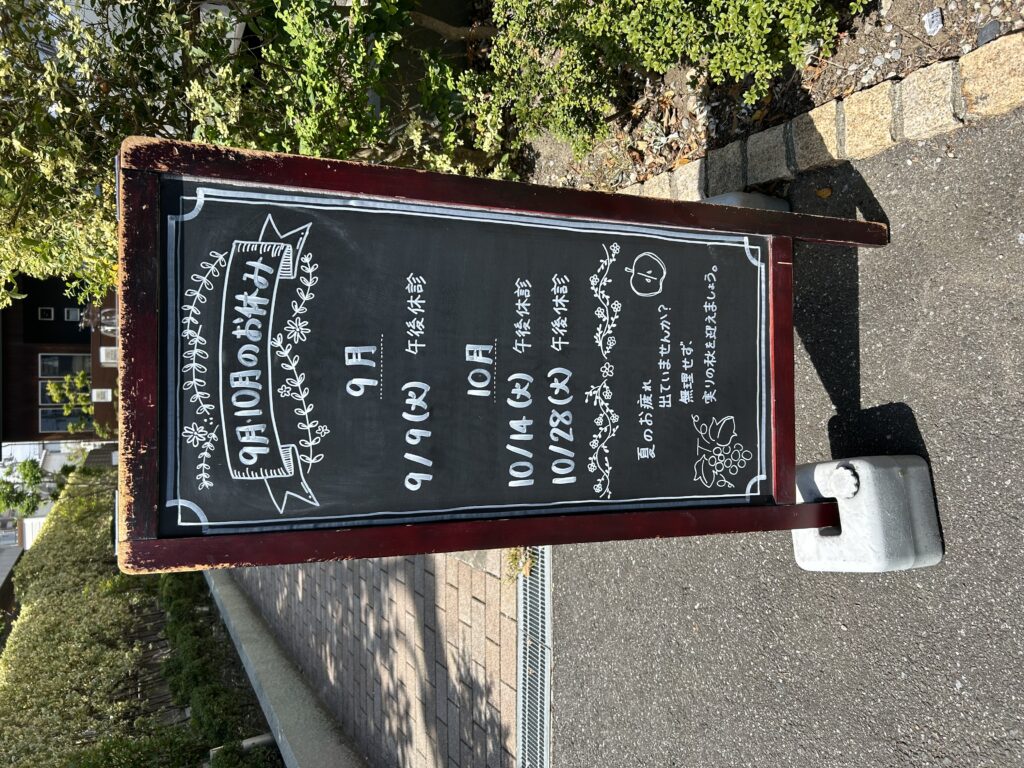 9月・10月のお休み
9月
9/9(火) 午後休診
10月
10/14(火) 午後休診
10/28(火) 午後休診
夏のお疲れ
出ていませんか?
無理せず、
実りの秋を迎えましょう。